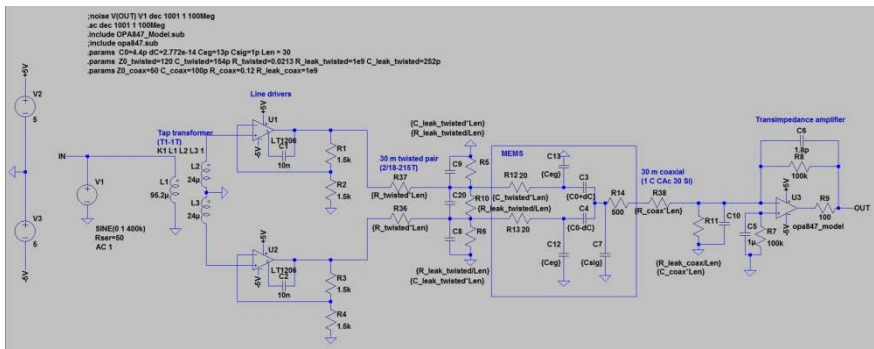 ;noise V(OUT) V1 dec 1001 1 100Meg
.ac dec 1001 1 100Meg
.include OPA847_Model.sub
;include opa847.sub
.params C0=4.4p dC=2.772e-14 Ceg=13p Csig=1p Len = 30
.params Z0_twisted=120 C_twisted=154p R_twisted=0.0213 R_leak_twisted=1e9 C_leak_twisted=252p
.params Z0_coax=50 C_coax=100p R_coax=0.12 R_leak_coax=1e9
+5V
V2
5
V3
5
-5V
IN
V1
SINE(0 1 400k)
Rser=50
AC 1
Tap transformer
(T1-1T)
K1 L1 L2 L3 1
L1
95.2µ
L2
24µ
L3
24µ
Line drivers
+5V
U1
-5V
LT1206
C1
10n
R1
1.5k
R2
1.5k
+5V
U2
-5V
LT1206
C2
10n
R3
1.5k
R4
1.5k
30 m twisted pair
(2/18-215T)
R37
{R_twisted*Len}
R36
{R_twisted*Len}
{C_leak_twisted*Len}
{R_leak_twisted/Len}
C9
R5
C20
R10
{C_twisted*Len}
{R_leak_twisted/Len}
C8
R6
{R_leak_twisted/Len}
{C_leak_twisted*Len}
MEMS
C13
{Ceg}
R12 20
C3
{C0+dC}
C4
{C0-dC}
R13 20
C12
{Ceg}
C7
{Csig}
R14
500
30 m coaxial
(1 C CAc 30 Si)
R38
{R_coax*Len}
R11
C10
{R_leak_coax/Len}
{C_coax*Len}
Transimpedance amplifier
C6
1.8p
R8
100k
+5V
U3
-5V
opa847_model
C5
1µ
R7
100k
R9
100
OUT